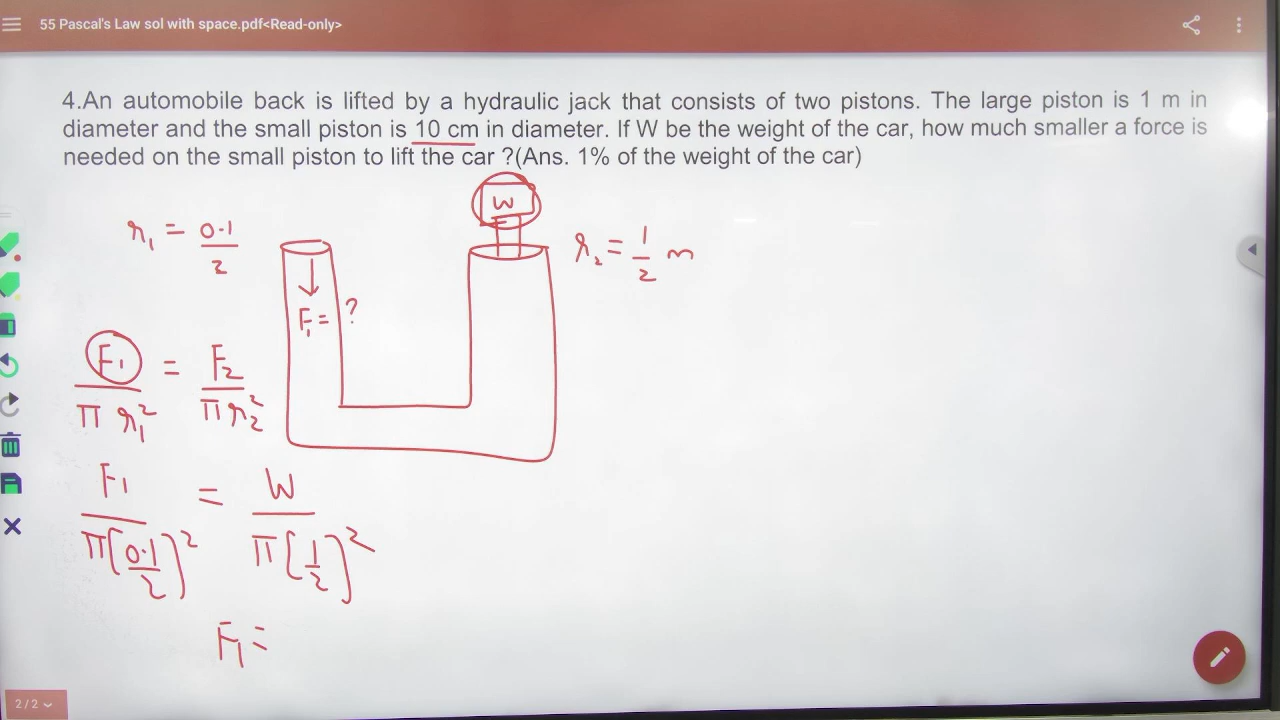 55 Pascal's Law sol with space.pdf<Read-only>
4.An automobile back is lifted by a hydraulic jack that consists of two pistons. The large piston is 1 m in
diameter and the small piston is 10 cm in diameter. If W be the weight of the car, how much smaller a force is
needed on the small piston to lift the car ?(Ans. 1% of the weight of the car)
W
r₁ = 0.1/2
r₂ = 1/2 m
F₁ = ?
F₁/π r₁² = F₂/π r₂²
F₁/π(0.1/2)² = W/π(1/2)²
F₁ =
2/2